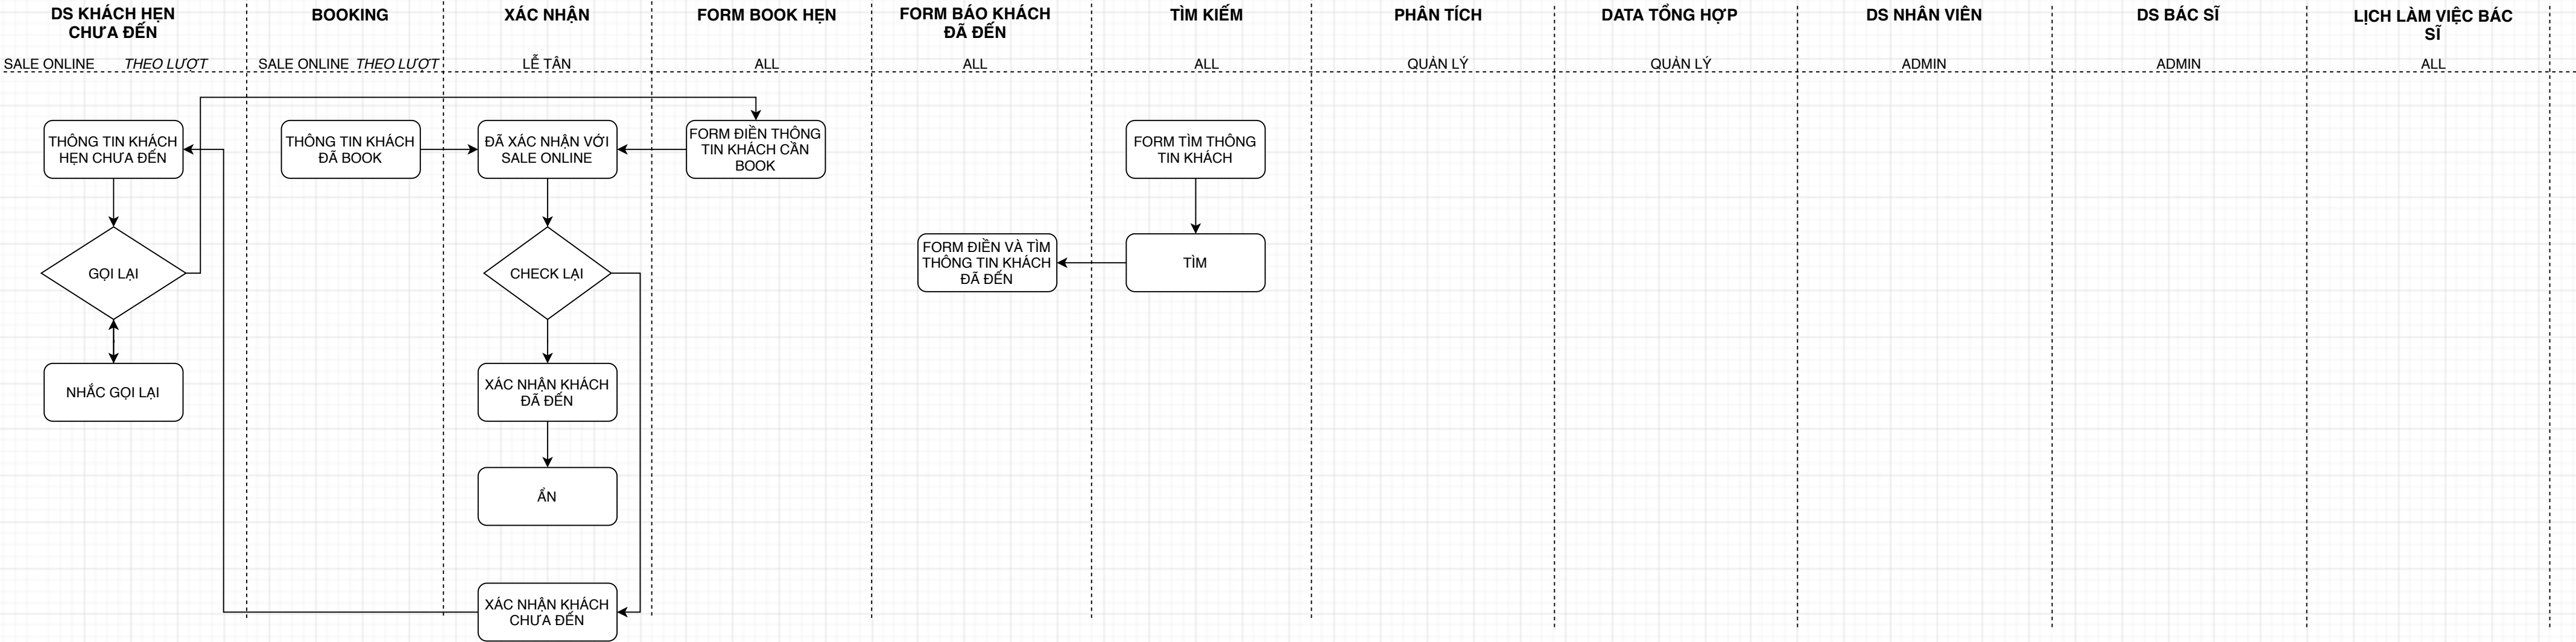 DS KHÁCH HẸN
CHƯA ĐẾN
BOOKING
XÁC NHẬN
FORM BOOK HẸN
FORM BÁO KHÁCH
ĐÃ ĐẾN
TÌM KIẾM
PHÂN TÍCH
DATA TỔNG HỢP
DS NHÂN VIÊN
DS BÁC SĨ
LỊCH LÀM VIỆC BÁC
SĨ
SALE ONLINE THEO LƯỢT
SALE ONLINE THEO LƯỢT
LỄ TÂN
ALL
ALL
ALL
QUẢN LÝ
QUẢN LÝ
ADMIN
ADMIN
ALL
THÔNG TIN KHÁCH
HẸN CHƯA ĐẾN
THÔNG TIN KHÁCH
ĐÃ BOOK
ĐÃ XÁC NHẬN VỚI
SALE ONLINE
FORM ĐIỀN THÔNG
TIN KHÁCH CẦN
BOOK
FORM TÌM THÔNG
TIN KHÁCH
GỌI LẠI
CHECK LẠI
FORM ĐIỀN VÀ TÌM
THÔNG TIN KHÁCH
ĐÃ ĐẾN
TÌM
NHẮC GỌI LẠI
XÁC NHẬN KHÁCH
ĐÃ ĐẾN
ẨN
XÁC NHẬN KHÁCH
CHƯA ĐẾN